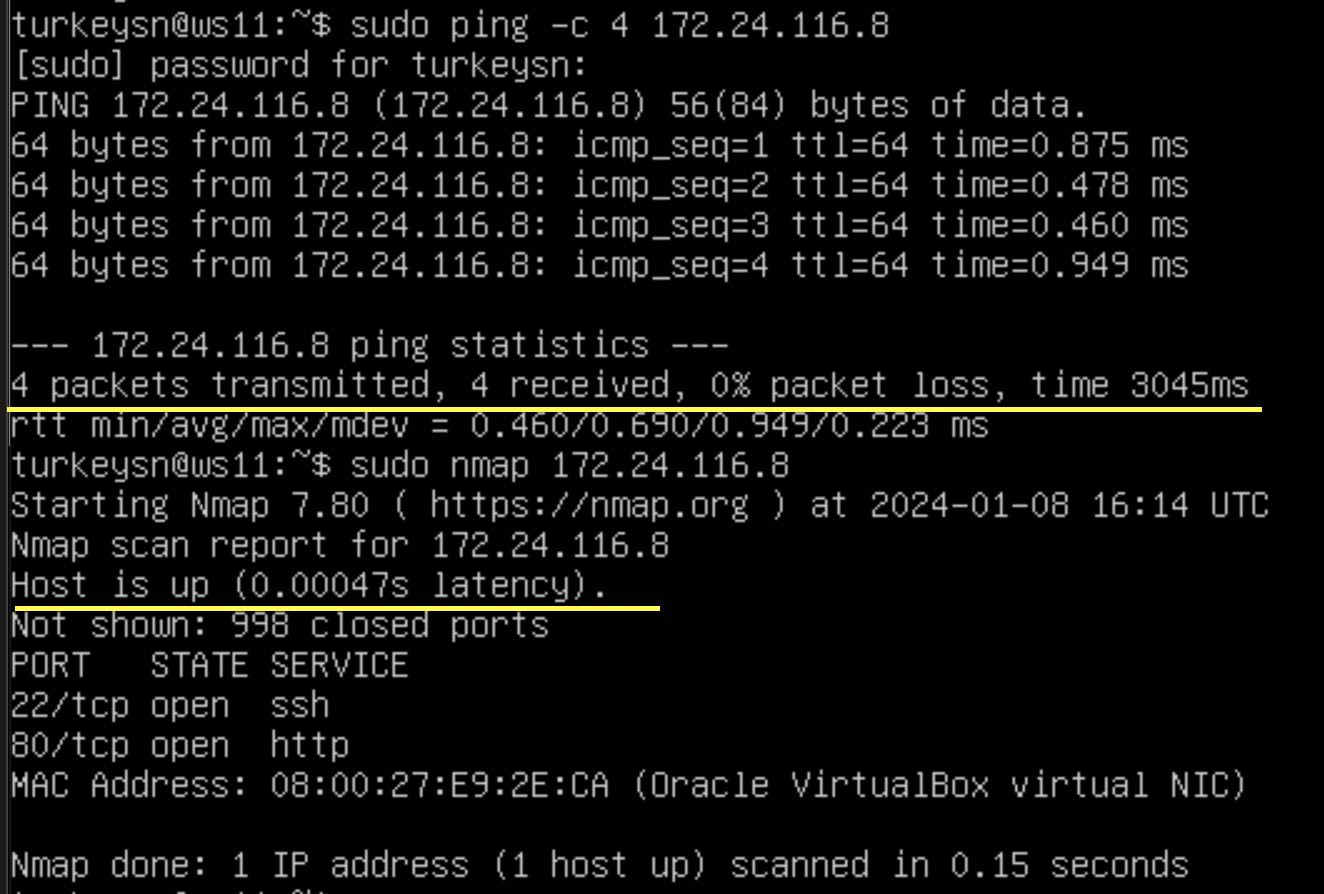 turkeysn@ws11:~$ sudo ping -c 4 172.24.116.8
[sudo] password for turkeysn:
PING 172.24.116.8 (172.24.116.8) 56(84) bytes of data.
64 bytes from 172.24.116.8: icmp_seq=1 ttl=64 time=0.875 ms
64 bytes from 172.24.116.8: icmp_seq=2 ttl=64 time=0.478 ms
64 bytes from 172.24.116.8: icmp_seq=3 ttl=64 time=0.460 ms
64 bytes from 172.24.116.8: icmp_seq=4 ttl=64 time=0.949 ms
--- 172.24.116.8 ping statistics ---
4 packets transmitted, 4 received, 0% packet loss, time 3045ms
rtt min/avg/max/mdev = 0.460/0.690/0.949/0.223 ms
turkeysn@ws11:~$ sudo nmap 172.24.116.8
Starting Nmap 7.80 ( https://nmap.org ) at 2024-01-08 16:14 UTC
Nmap scan report for 172.24.116.8
Host is up (0.00047s latency).
Not shown: 998 closed ports
PORT   STATE SERVICE
22/tcp open  ssh
80/tcp open  http
MAC Address: 08:00:27:E9:2E:CA (Oracle VirtualBox virtual NIC)
Nmap done: 1 IP address (1 host up) scanned in 0.15 seconds